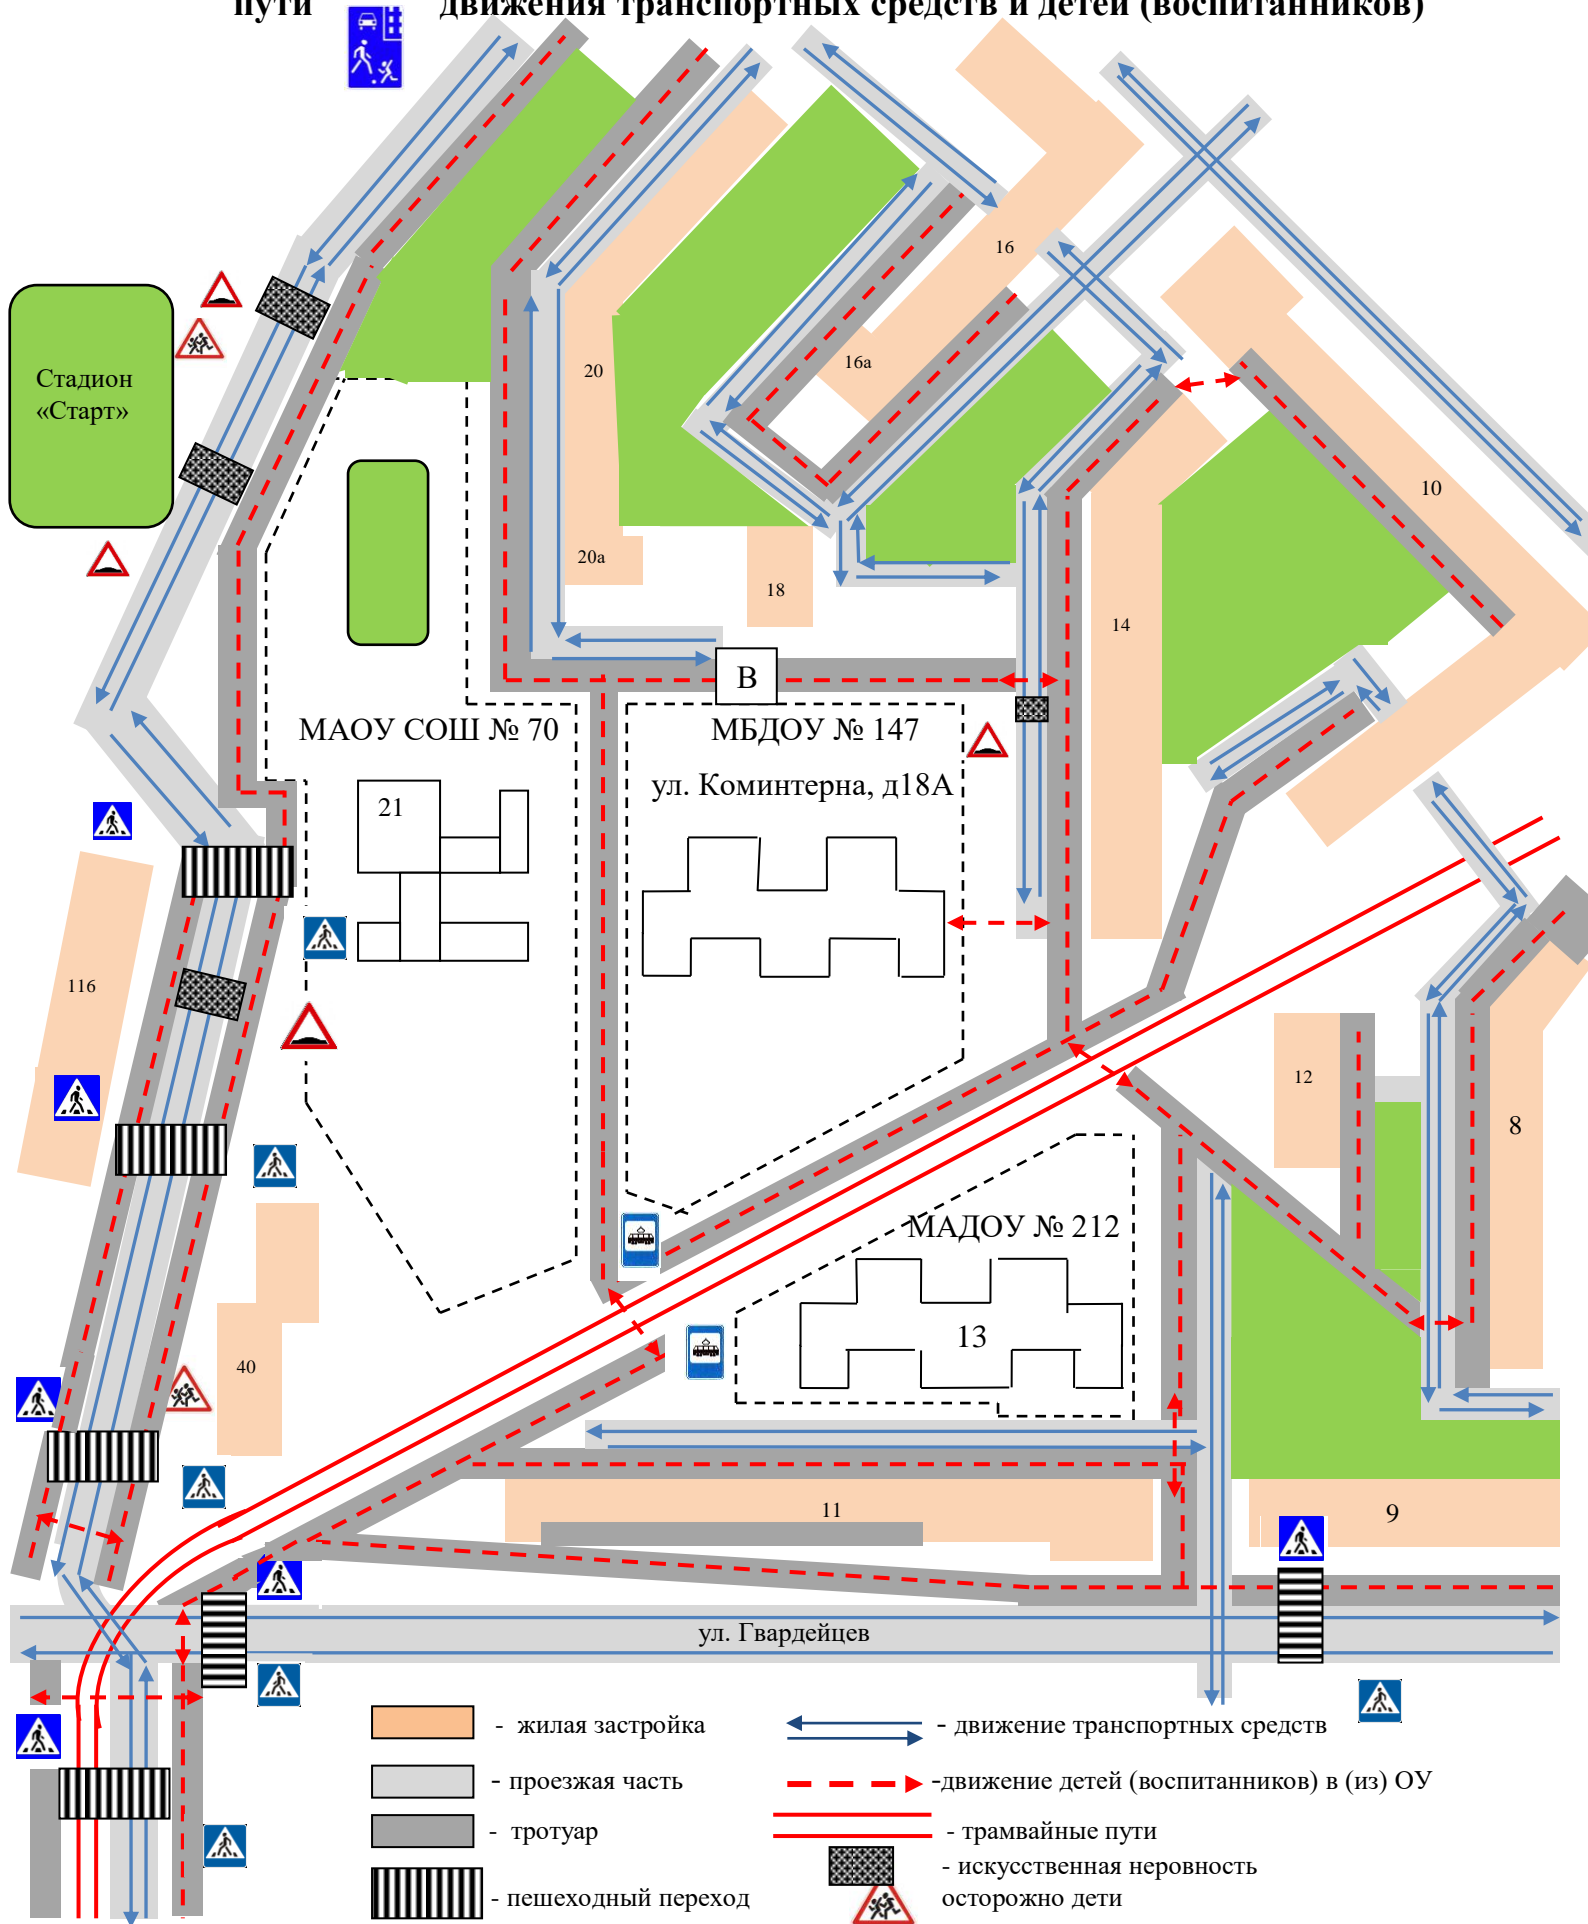 пути движения транспортных средств и детей (воспитанников)
16
Стадион
«Старт»
20
16а
10
20а
18
14
В
МАОУ СОШ № 70
МБДОУ № 147
ул. Коминтерна, д18А
21
116
12
8
МАДОУ № 212
13
40
11
9
ул. Гвардейцев
- жилая застройка
- движение транспортных средств
- проезжая часть
-движение детей (воспитанников) в (из) ОУ
- тротуар
- трамвайные пути
- искусственная неровность
- пешеходный переход
осторожно дети